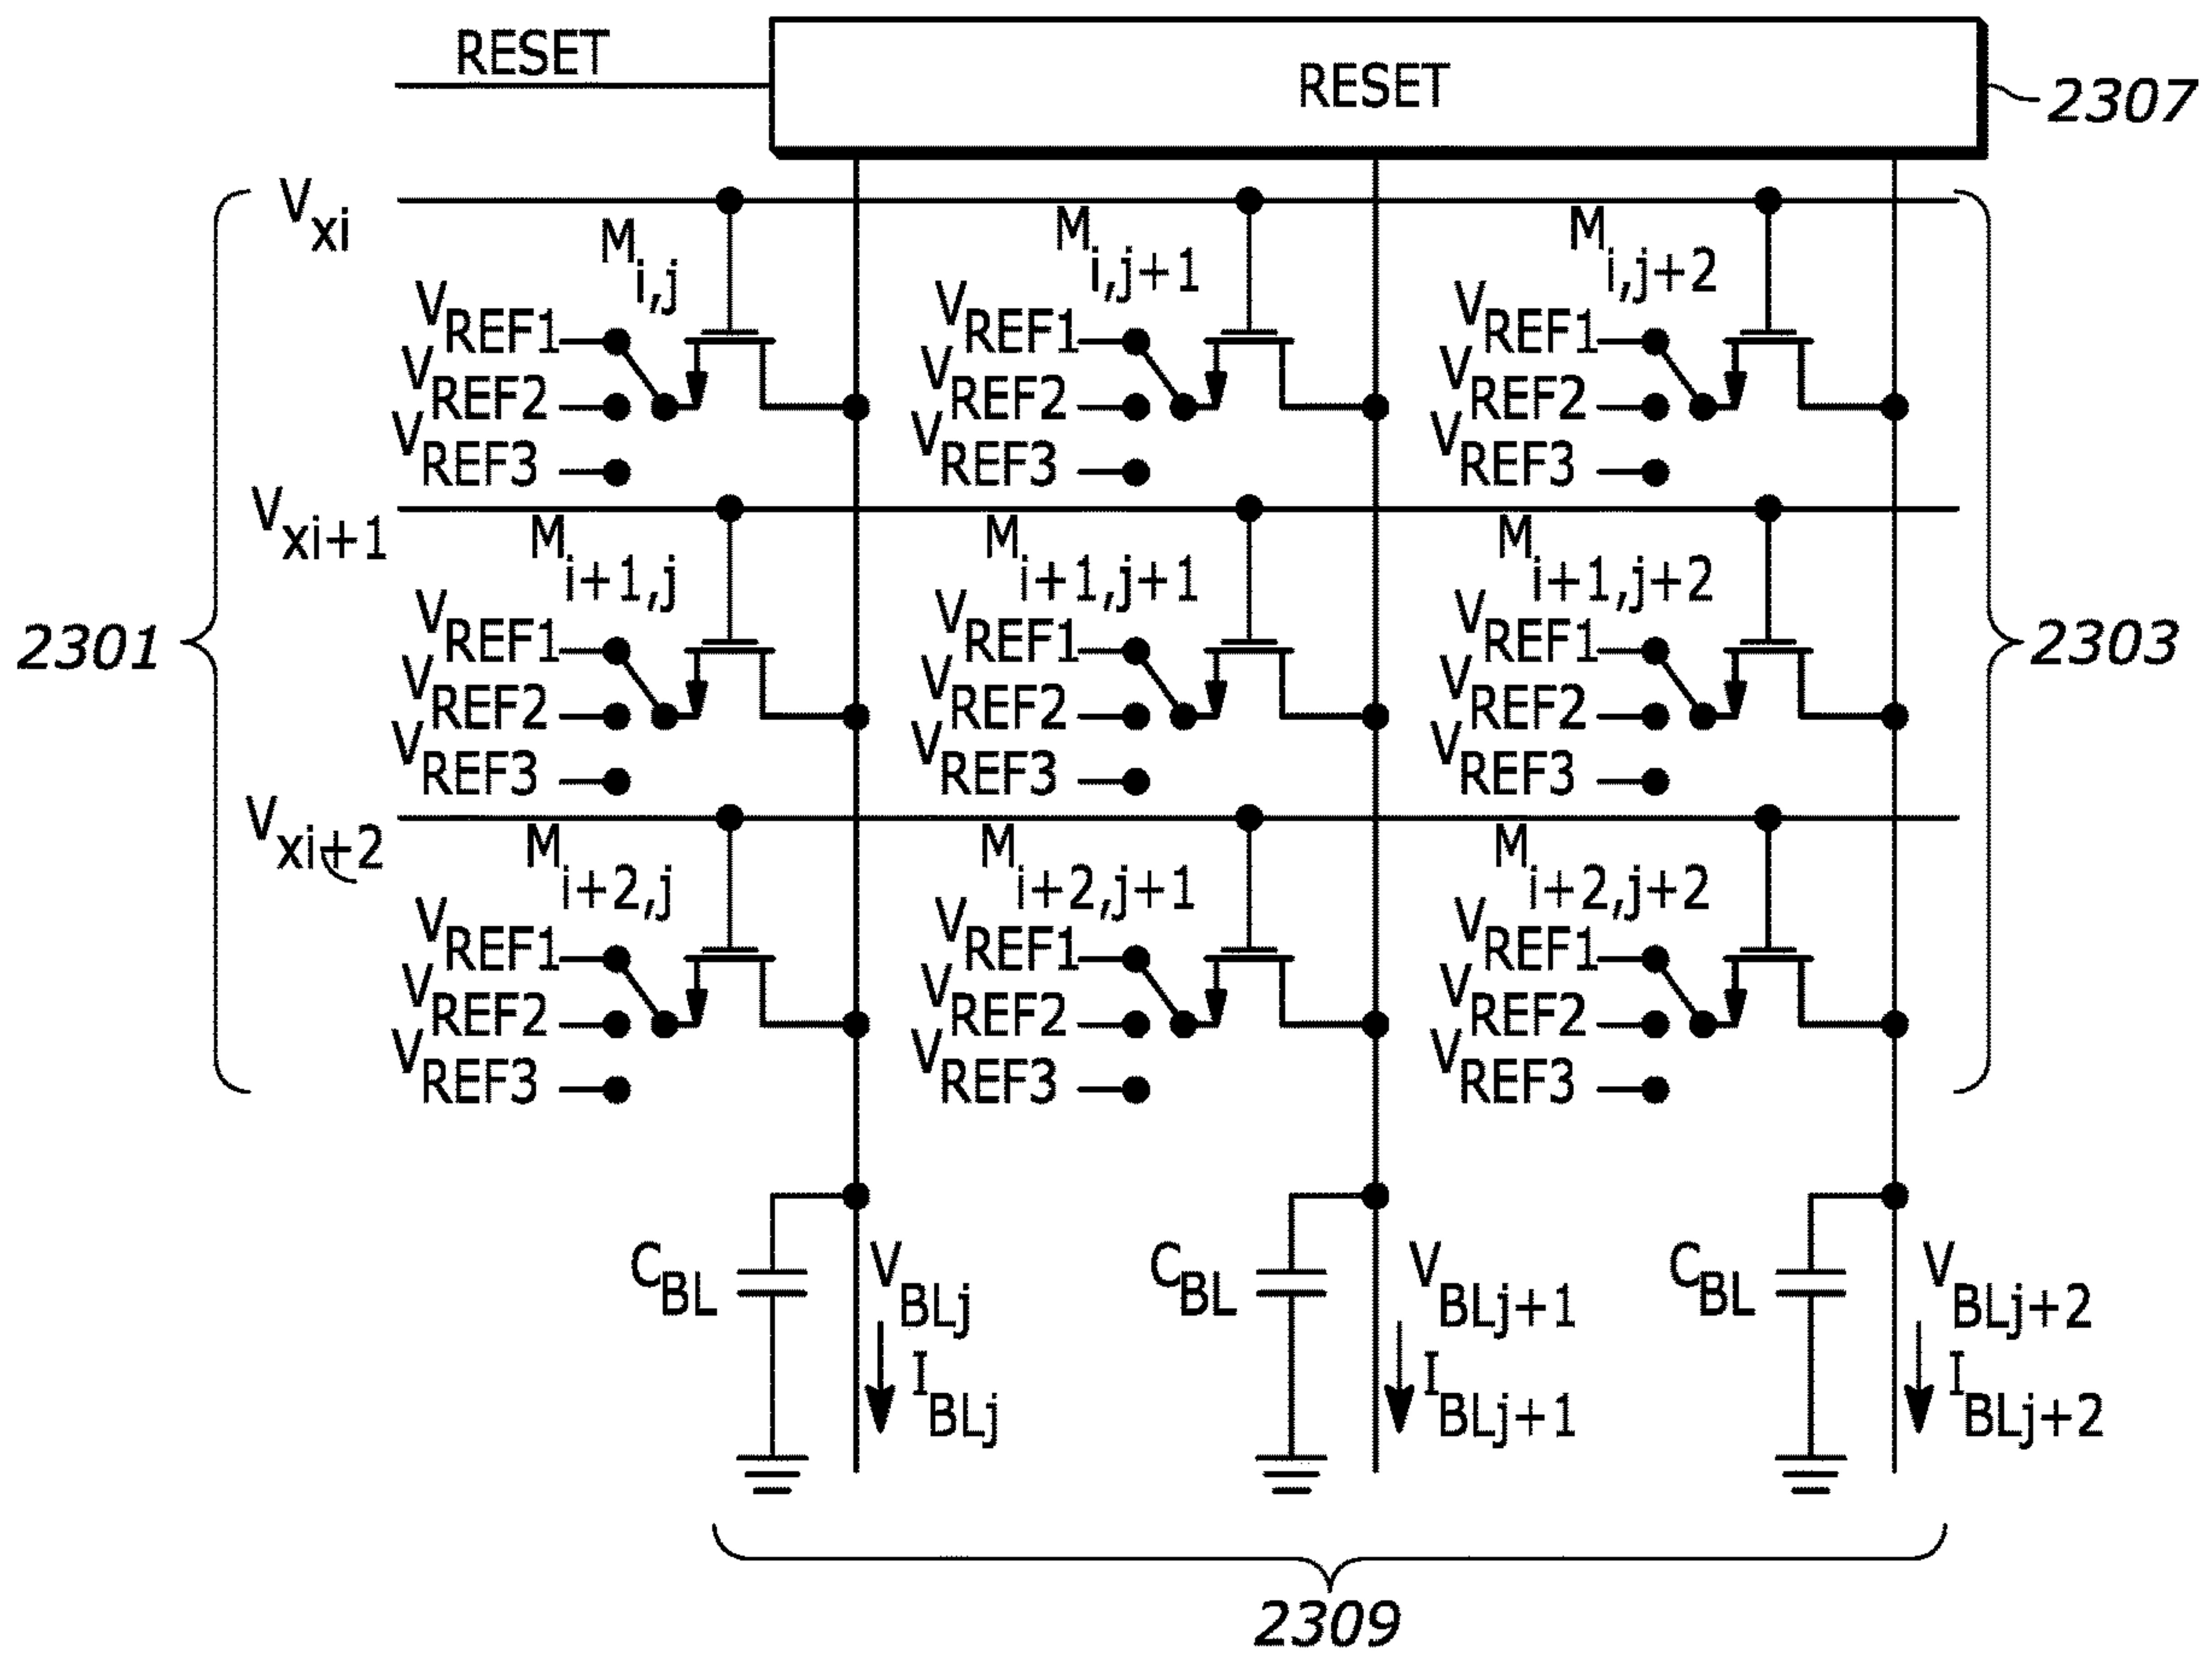 RESET
RESET
2307
Vxi
Mi,j
Mi,j+1
Mi,j+2
VREF1 VREF1 VREF1
VREF2 VREF2 VREF2
VREF3 VREF3 VREF3
Vxi+1
Mi+1,j
Mi+1,j+1
Mi+1,j+2
VREF1 VREF1 VREF1
2301
2303
VREF2 VREF2 VREF2
VREF3 VREF3 VREF3
Vxi+2
Mi+2,j
Mi+2,j+1
Mi+2,j+2
VREF1 VREF1 VREF1
VREF2 VREF2 VREF2
VREF3 VREF3 VREF3
CBL VBLj CBL VBLj+1 CBL VBLj+2
IBLj IBLj+1 IBLj+2
2309